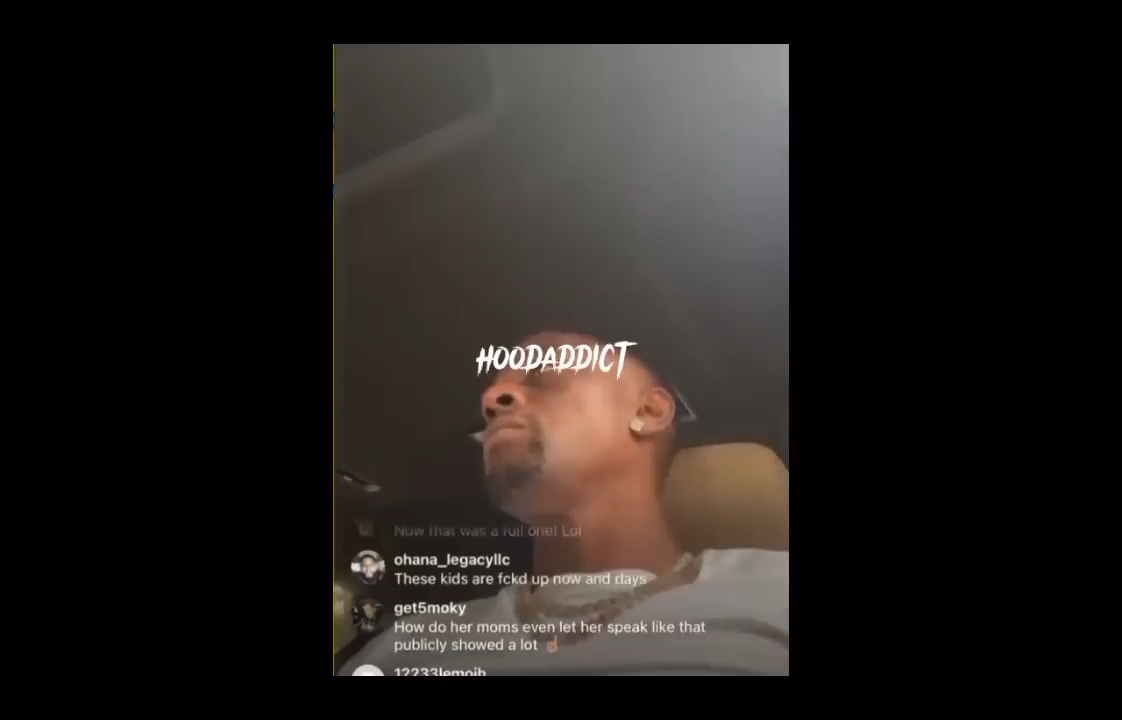 HOODADDICT
Now that was a full one! Lol
ohana_legacyllc
These kids are fckd up now and days
get5moky
How do her moms even let her speak like that
publicly showed a lot ☝🏽